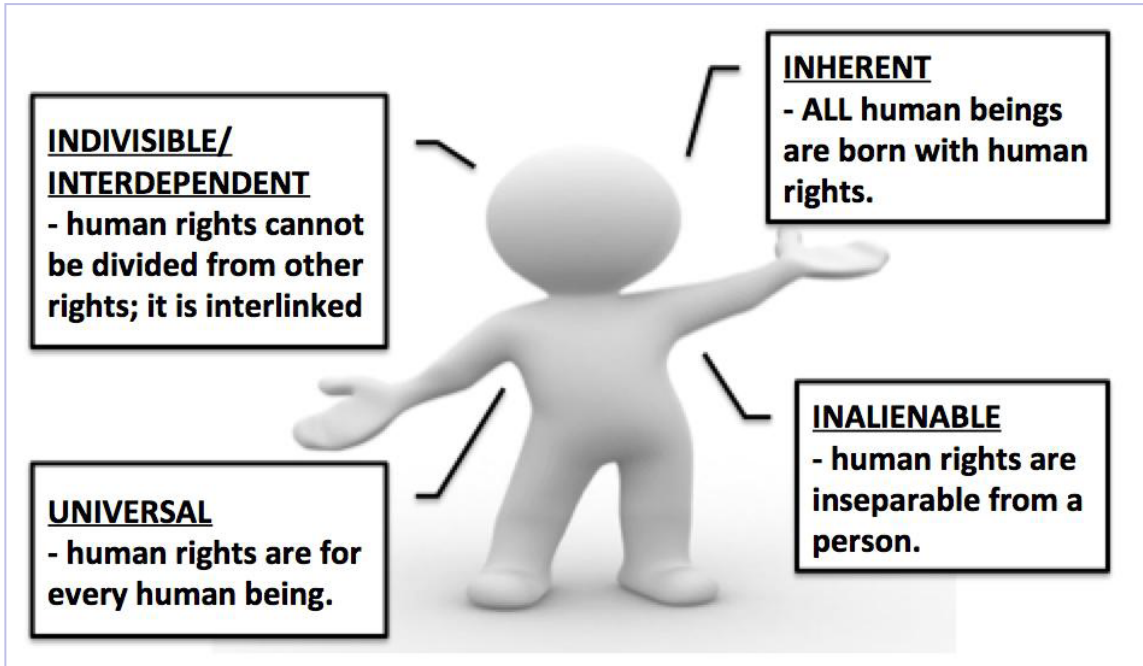 INDIVISIBLE/
INTERDEPENDENT
- human rights cannot
be divided from other
rights; it is interlinked
INHERENT
- ALL human beings
are born with human
rights.
UNIVERSAL
- human rights are for
every human being.
INALIENABLE
- human rights are
inseparable from a
person.